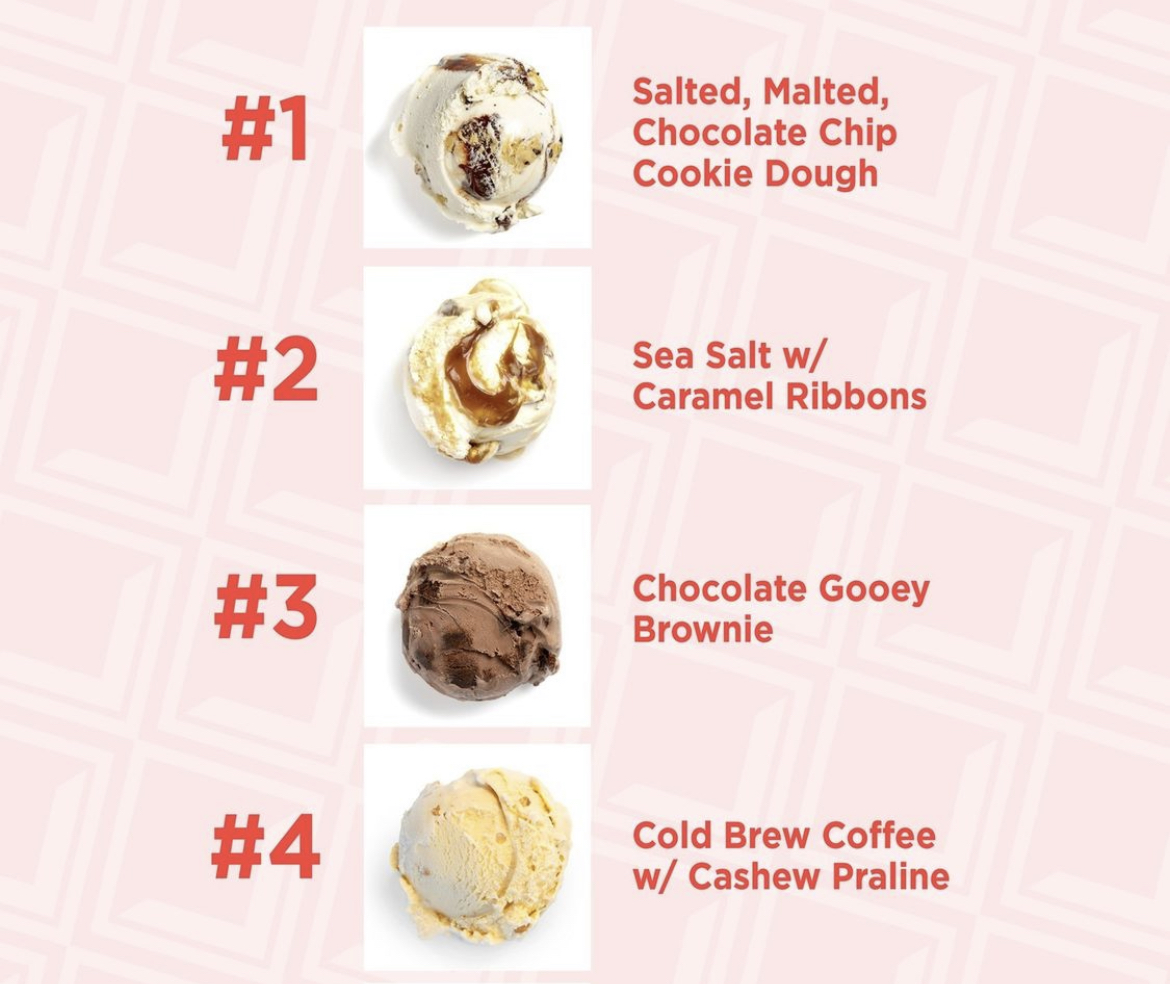 #1
Salted, Malted,
Chocolate Chip
Cookie Dough
#2
Sea Salt w/
Caramel Ribbons
#3
Chocolate Gooey
Brownie
#4
Cold Brew Coffee
w/ Cashew Praline